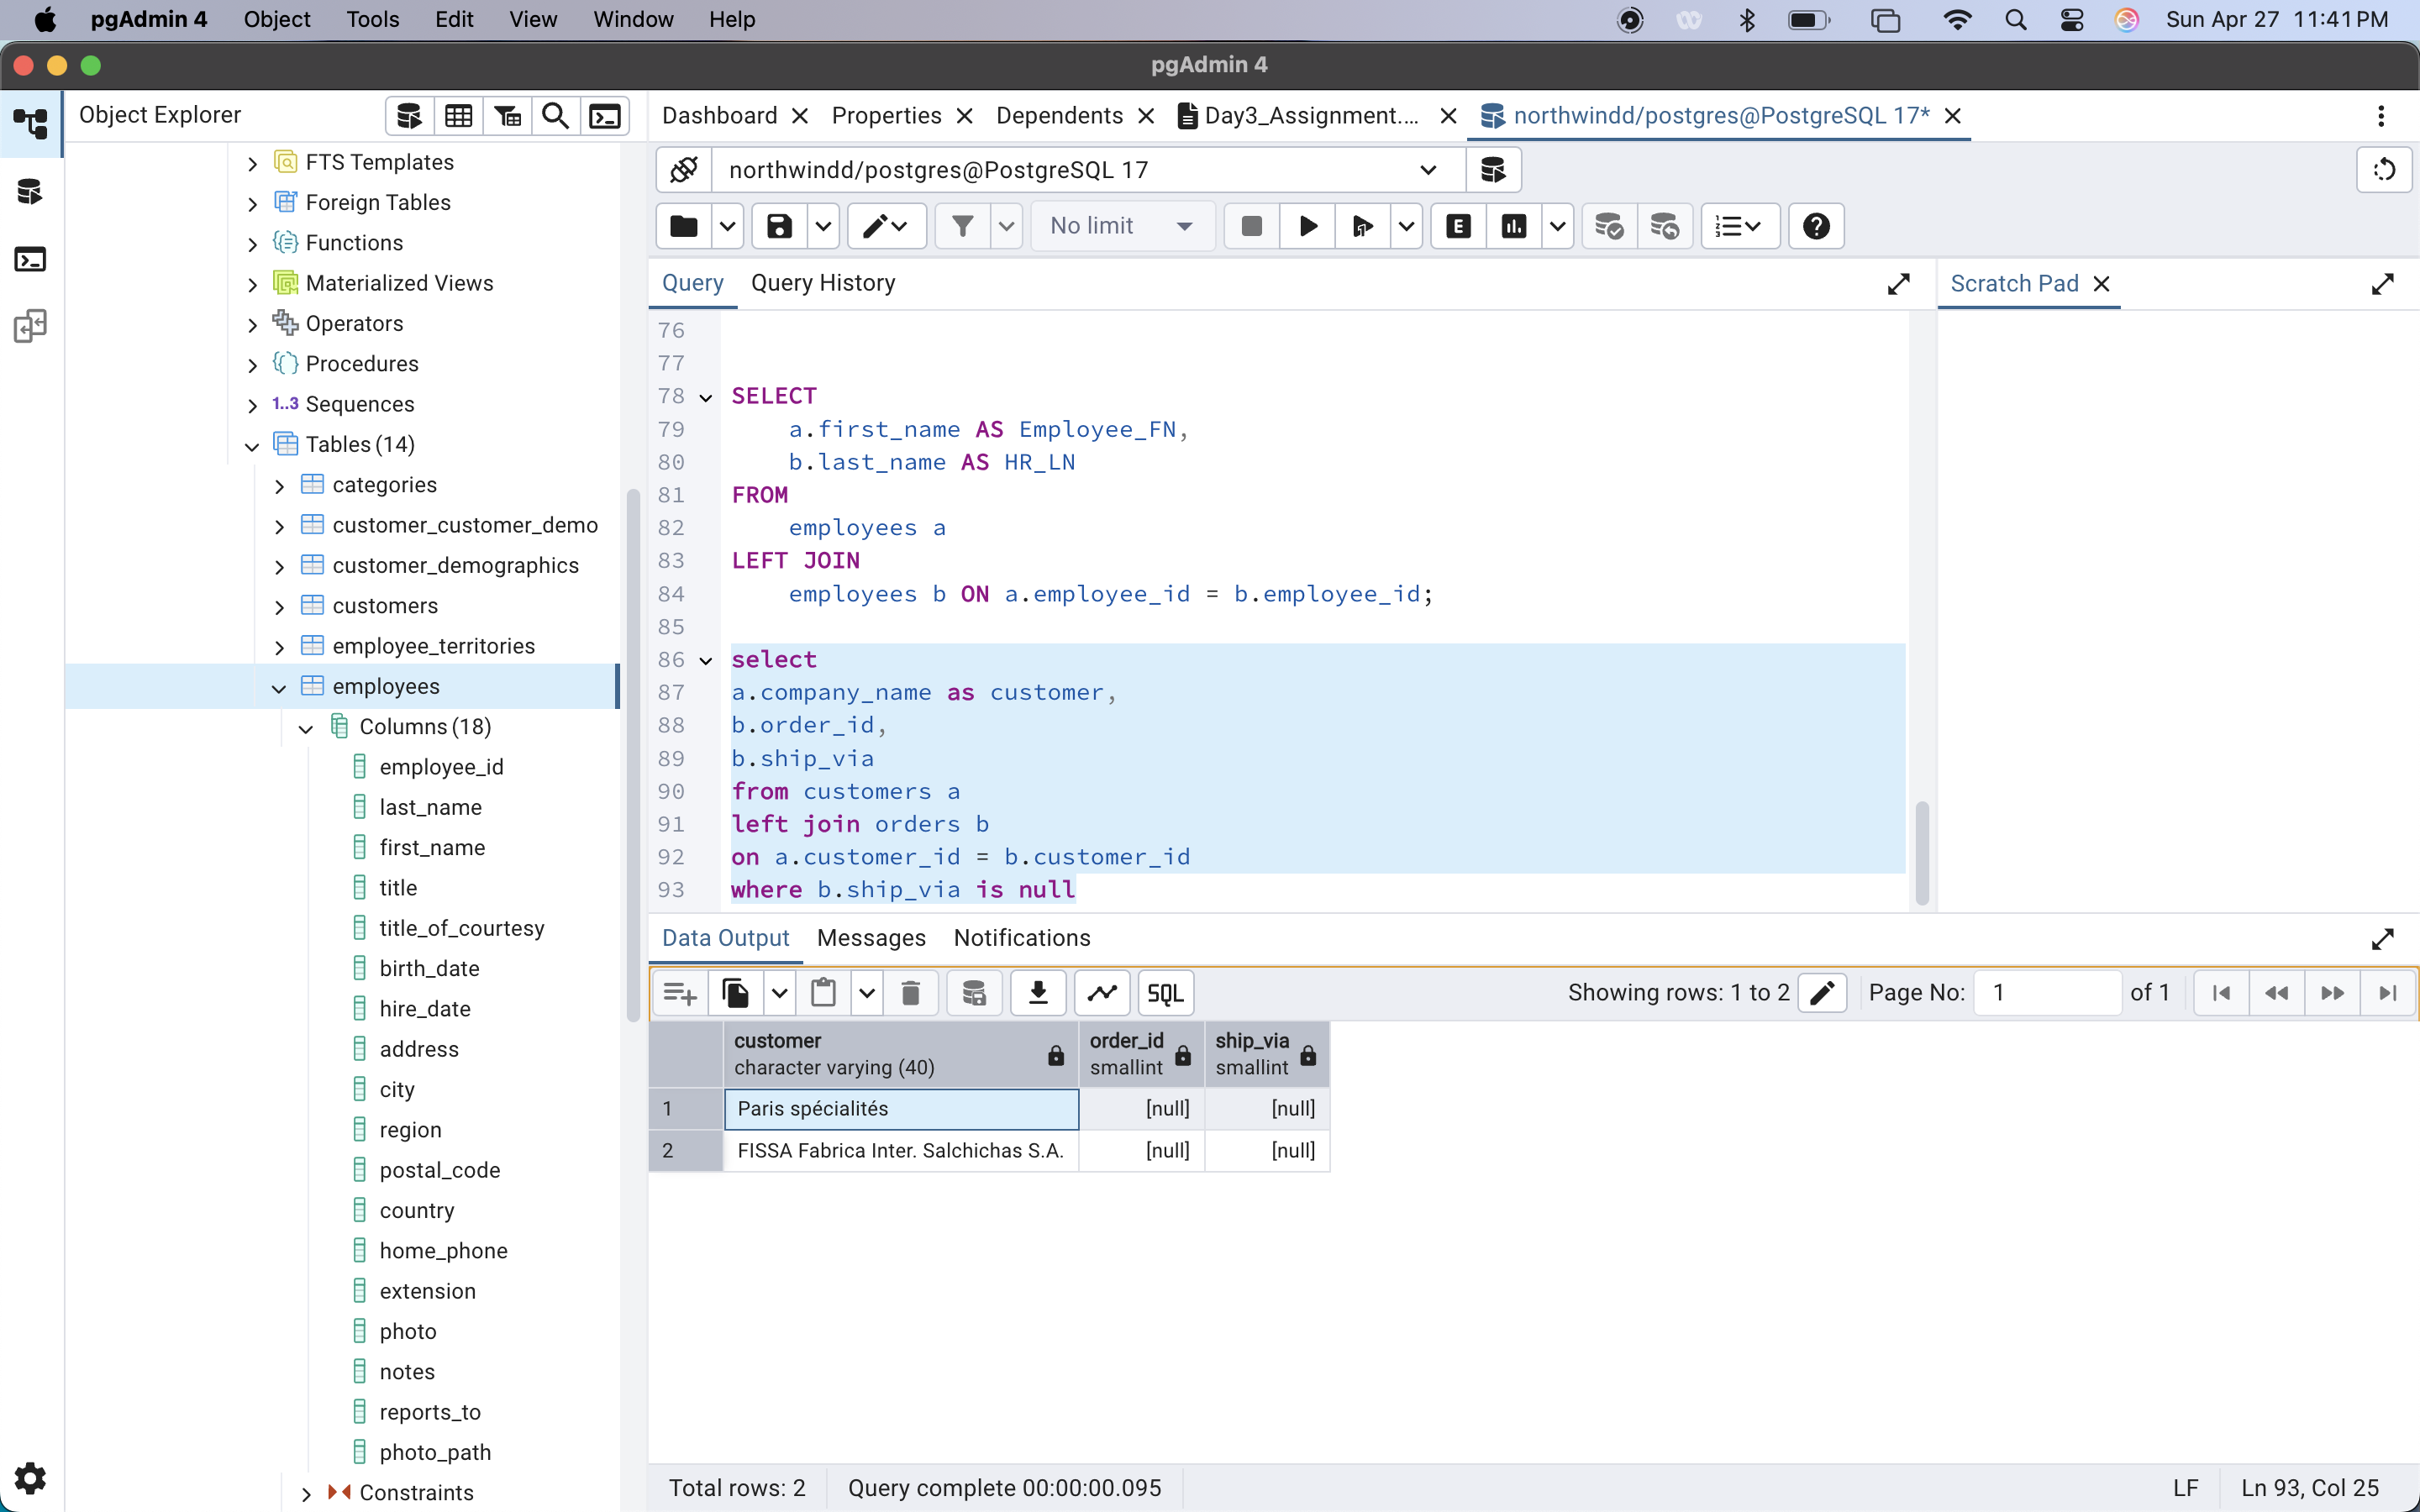 pgAdmin 4 Object Tools Edit View Window Help Sun Apr 27 11:41 PM
pgAdmin 4
Object Explorer
FTS Templates
Foreign Tables
Functions
Materialized Views
Operators
Procedures
1..3 Sequences
Tables (14)
categories
customer_customer_demo
customer_demographics
customers
employee_territories
employees
Columns (18)
employee_id
last_name
first_name
title
title_of_courtesy
birth_date
hire_date
address
city
region
postal_code
country
home_phone
extension
photo
notes
reports_to
photo_path
Constraints
Dashboard Properties Dependents Day3_Assignment.... northwindd/postgres@PostgreSQL 17*
northwindd/postgres@PostgreSQL 17
No limit E
Query Query History Scratch Pad
76
77
78 SELECT
79 a.first_name AS Employee_FN,
80 b.last_name AS HR_LN
81 FROM
82 employees a
83 LEFT JOIN
84 employees b ON a.employee_id = b.employee_id;
85
86 select
87 a.company_name as customer,
88 b.order_id,
89 b.ship_via
90 from customers a
91 left join orders b
92 on a.customer_id = b.customer_id
93 where b.ship_via is null
Data Output Messages Notifications
SQL Showing rows: 1 to 2 Page No: 1 of 1
customer order_id ship_via
character varying (40) smallint smallint
1 Paris spécialités [null] [null]
2 FISSA Fabrica Inter. Salchichas S.A. [null] [null]
Total rows: 2 Query complete 00:00:00.095 LF Ln 93, Col 25